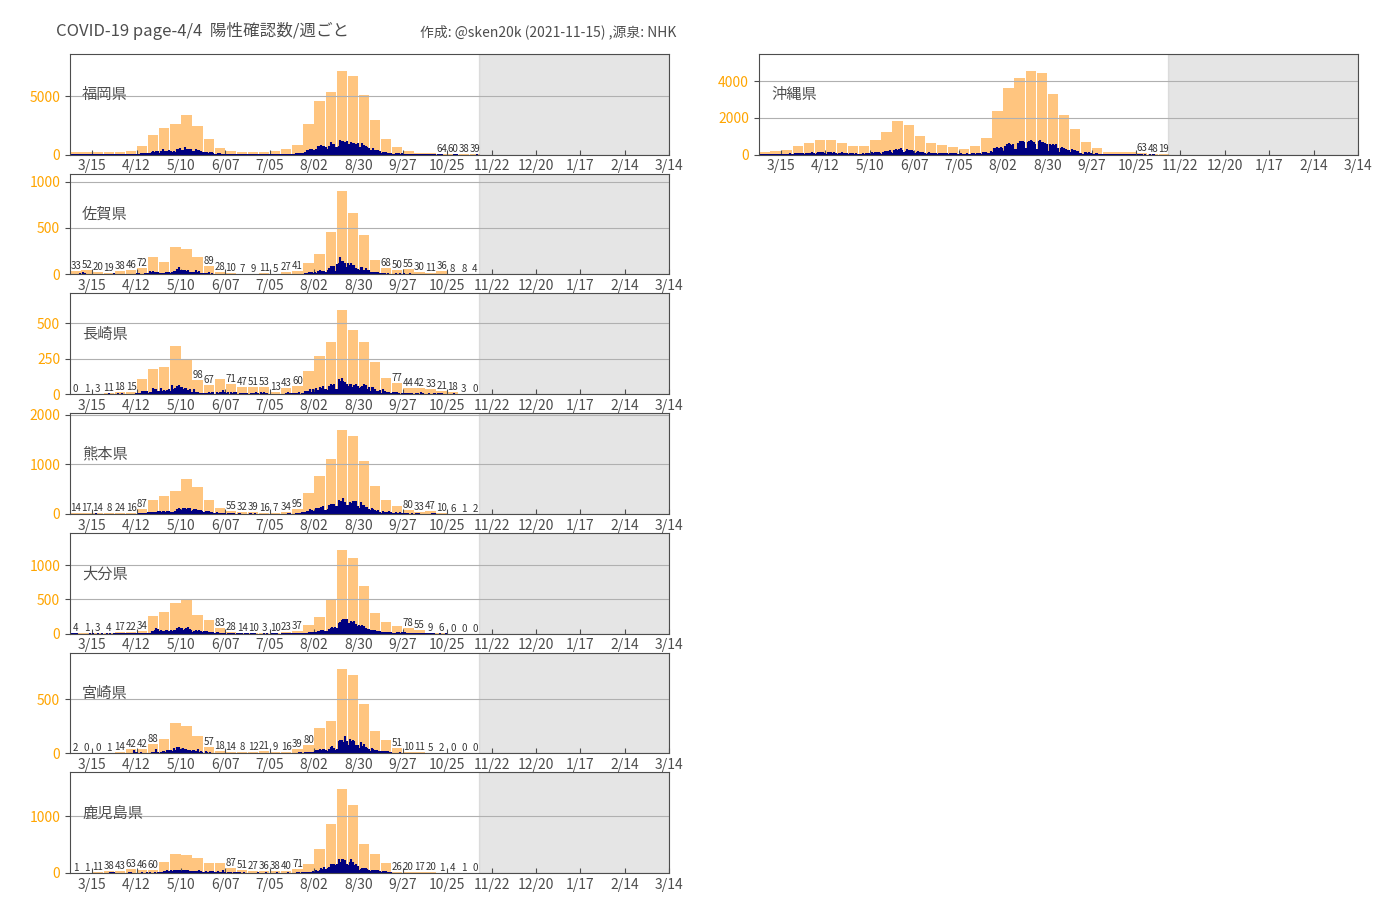 COVID-19 page-4/4 陽性確認数/週ごと
作成: @sken20k (2021-11-15) ,源泉: NHK
福岡県
5000
0
64 60 38 39
3/15 4/12 5/10 6/07 7/05 8/02 8/30 9/27 10/25 11/22 12/20 1/17 2/14 3/14
沖縄県
4000
2000
0
63 48 19
3/15 4/12 5/10 6/07 7/05 8/02 8/30 9/27 10/25 11/22 12/20 1/17 2/14 3/14
佐賀県
1000
500
0
33 52 20 19 38 46 72 89 28 10 7 9 11 5 27 41 68 50 55 30 11 36 8 8 4
3/15 4/12 5/10 6/07 7/05 8/02 8/30 9/27 10/25 11/22 12/20 1/17 2/14 3/14
長崎県
500
250
0
0 1 3 11 18 15 98 67 71 47 51 53 13 43 60 77 44 42 33 21 18 3 0
3/15 4/12 5/10 6/07 7/05 8/02 8/30 9/27 10/25 11/22 12/20 1/17 2/14 3/14
熊本県
2000
1000
0
14 17 14 8 24 16 87 55 32 39 16 7 34 95 80 33 47 10 6 1 2
3/15 4/12 5/10 6/07 7/05 8/02 8/30 9/27 10/25 11/22 12/20 1/17 2/14 3/14
大分県
1000
500
0
4 1 3 4 17 22 34 83 28 14 10 3 10 23 37 78 55 9 6 0 0 0
3/15 4/12 5/10 6/07 7/05 8/02 8/30 9/27 10/25 11/22 12/20 1/17 2/14 3/14
宮崎県
500
0
2 0 0 1 14 42 42 88 57 18 14 8 12 21 9 16 39 80 51 10 11 5 2 0 0 0
3/15 4/12 5/10 6/07 7/05 8/02 8/30 9/27 10/25 11/22 12/20 1/17 2/14 3/14
鹿児島県
1000
0
1 1 11 38 43 63 46 60 87 51 27 36 38 40 71 26 20 17 20 1 4 1 0
3/15 4/12 5/10 6/07 7/05 8/02 8/30 9/27 10/25 11/22 12/20 1/17 2/14 3/14